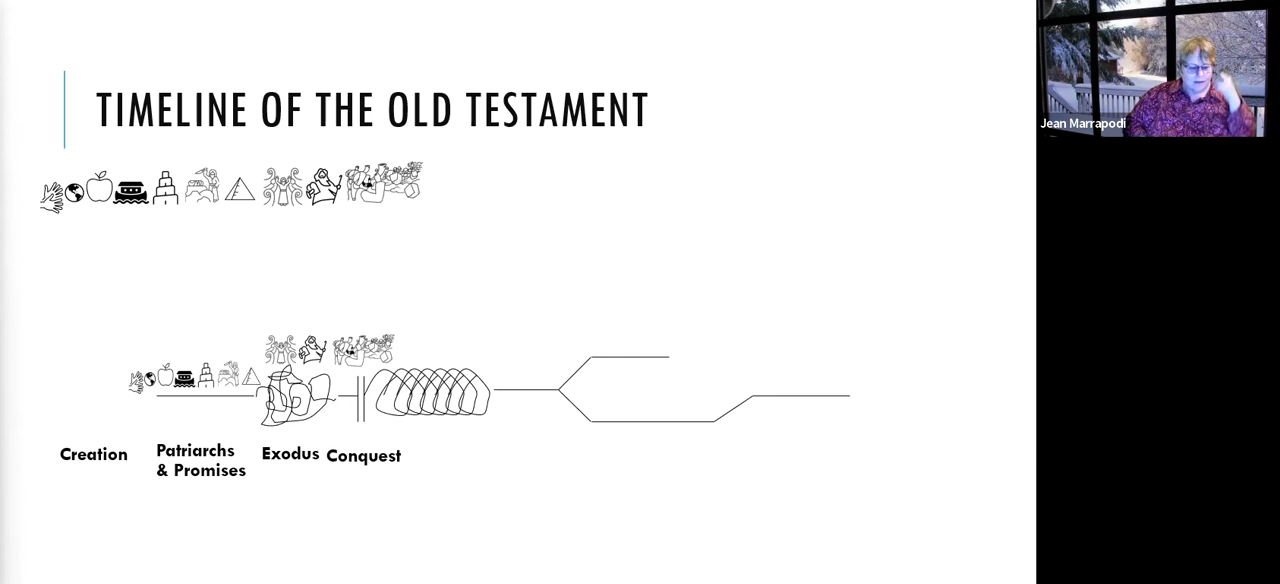 TIMELINE OF THE OLD TESTAMENT
Jean Marrapodi
Creation
Patriarchs
& Promises
Exodus
Conquest